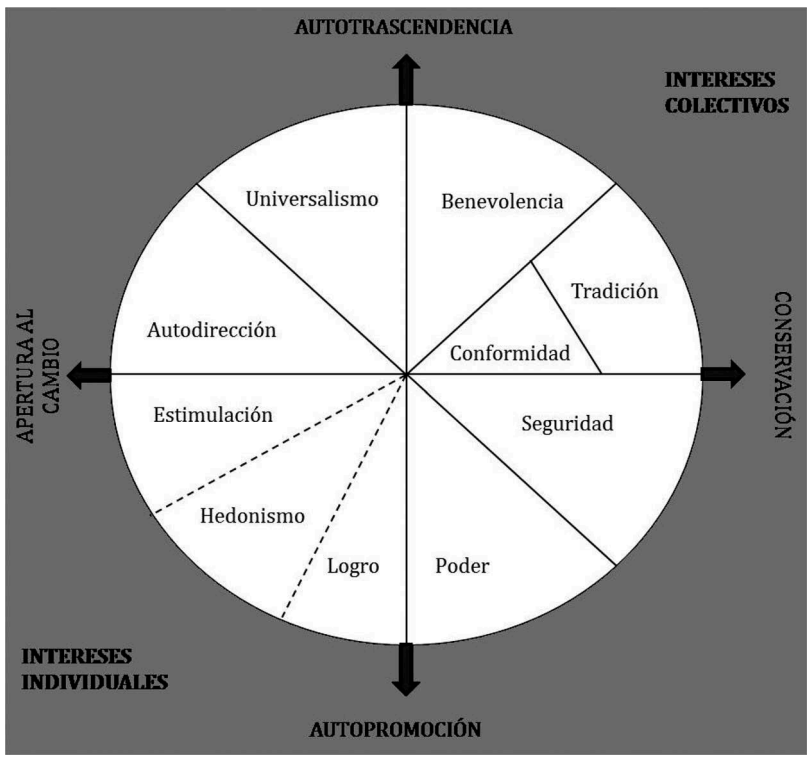 AUTOTRASCENDENCIA
INTERESES
COLECTIVOS
Universalismo
Benevolencia
Tradición
Autodirección
Conformidad
APERTURA AL
CAMBIO
CONSERVACIÓN
Estimulación
Seguridad
Hedonismo
Logro
Poder
INTERESES
INDIVIDUALES
AUTOPROMOCIÓN